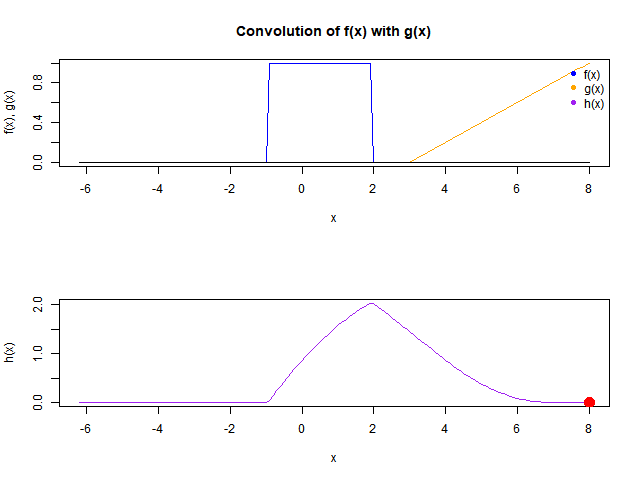 Convolution of f(x) with g(x)
f(x), g(x)
0.8
0.4
0.0
f(x)
g(x)
h(x)
-6 -4 -2 0 2 4 6 8
x
h(x)
2.0
1.0
0.0
-6 -4 -2 0 2 4 6 8
x